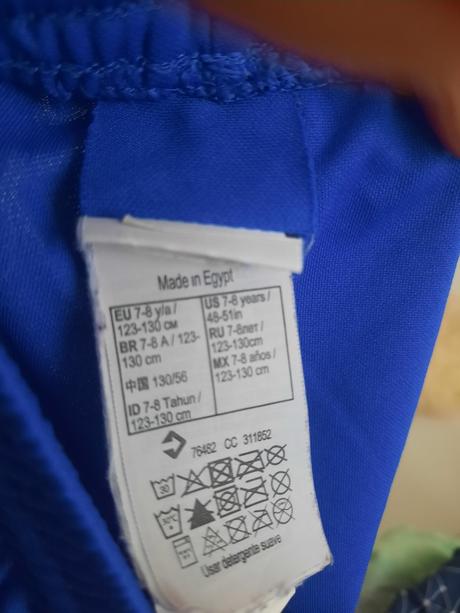 Made in Egypt
EU 7-8 y/a /
123-130 см
BR 7-8 A / 123-
130 cm
中国 130/56
ID 7-8 Tahun /
123-130 cm
US 7-8 years /
48-51in
RU 7-8лет /
123-130cm
MX 7-8 años /
123-130 cm
76482 CC 311852
30
30°C
Usar detergente suave